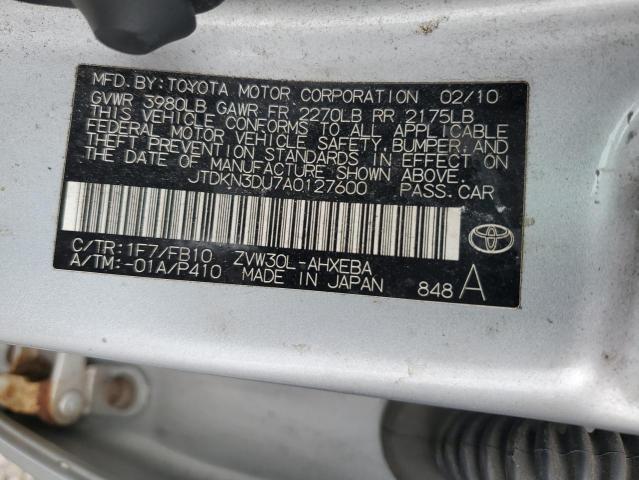 MFD. BY: TOYOTA MOTOR CORPORATION 02/10
GVWR 3980LB GAWR FR 2270LB RR 2175LB
THIS VEHICLE CONFORMS TO ALL APPLICABLE
FEDERAL MOTOR VEHICLE SAFETY, BUMPER, AND
THEFT PREVENTION STANDARDS IN EFFECT ON
THE DATE OF MANUFACTURE SHOWN ABOVE.
JTDKN3DU7A0127600 PASS. CAR
C/TR: 1F7/FB10 ZVW30L-AHXEBA
A/TM: -01A/P410 MADE IN JAPAN 848 A